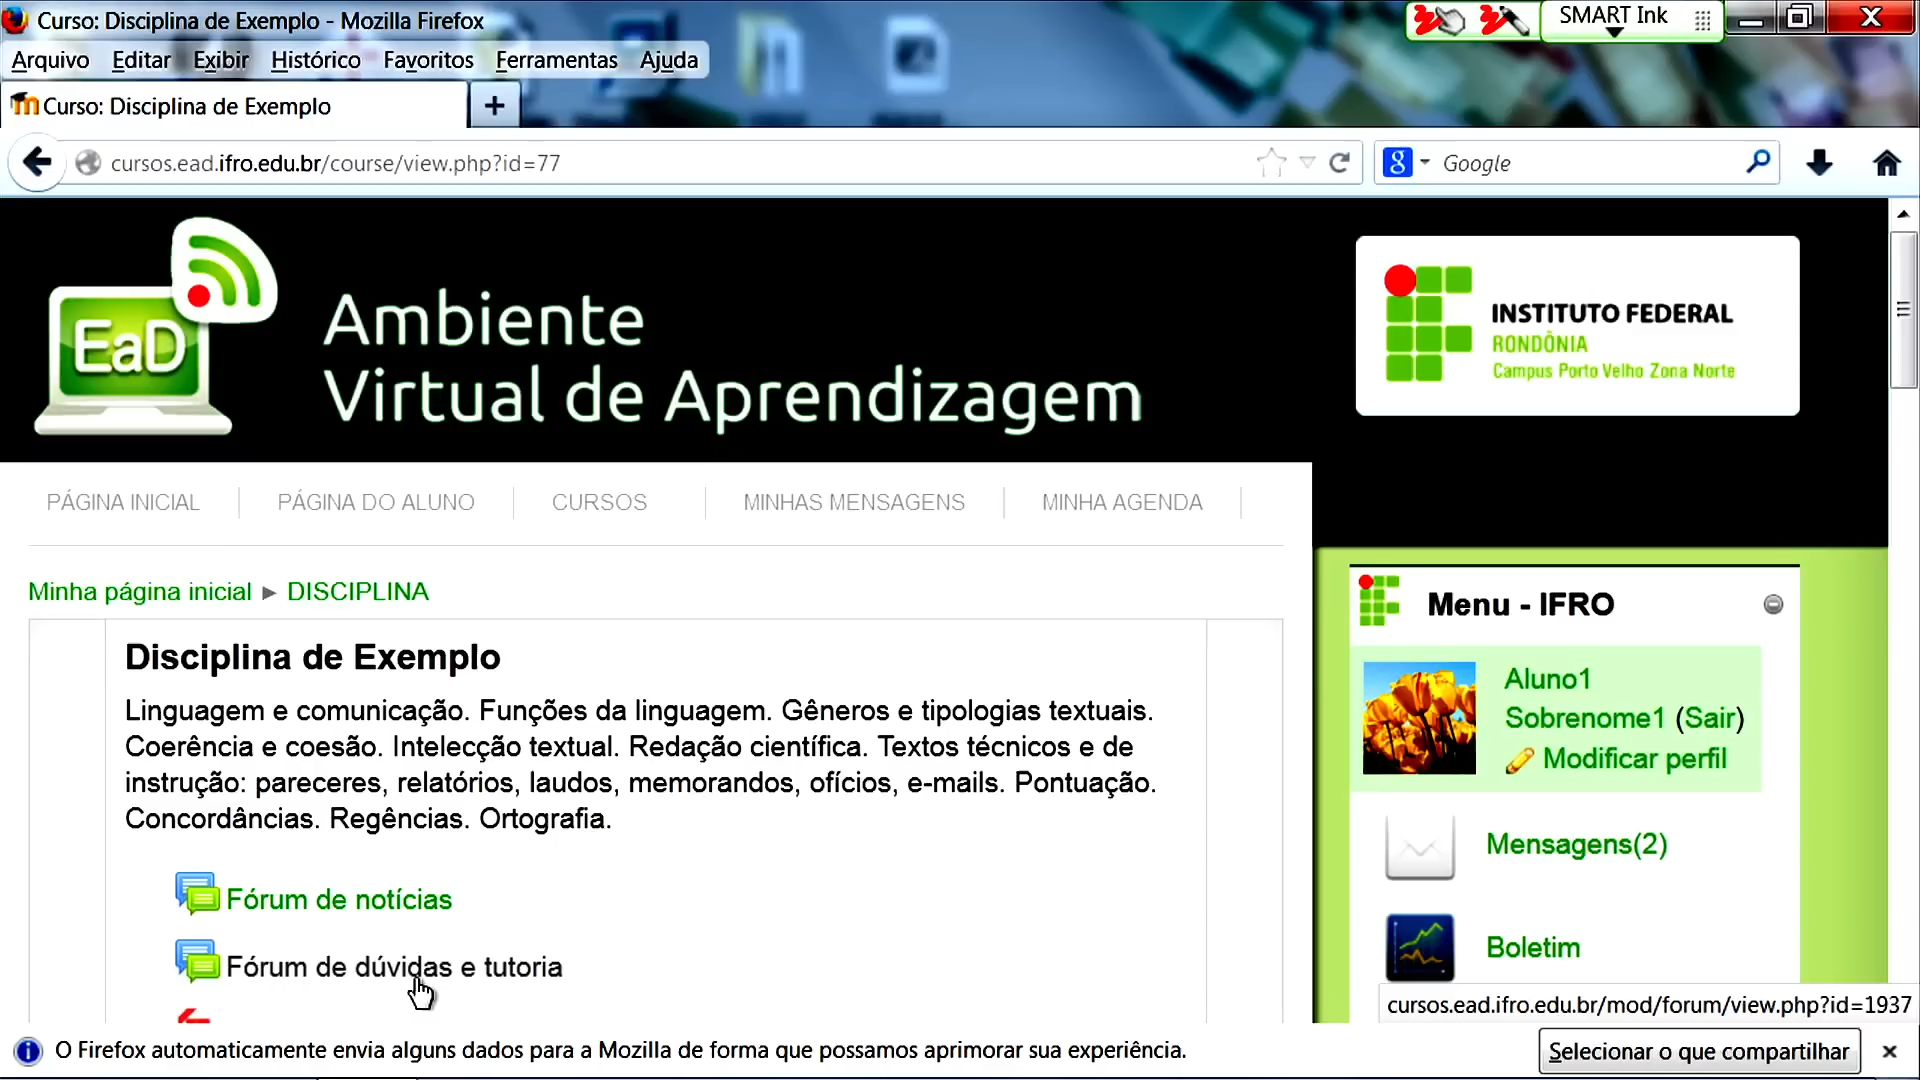 Curso: Disciplina de Exemplo - Mozilla Firefox
SMART Ink
Arquivo Editar Exibir Histórico Favoritos Ferramentas Ajuda
Curso: Disciplina de Exemplo
cursos.ead.ifro.edu.br/course/view.php?id=77
Google
EaD
Ambiente
Virtual de Aprendizagem
INSTITUTO FEDERAL
RONDÔNIA
Campus Porto Velho Zona Norte
PÁGINA INICIAL PÁGINA DO ALUNO CURSOS MINHAS MENSAGENS MINHA AGENDA
Minha página inicial ► DISCIPLINA
Disciplina de Exemplo
Linguagem e comunicação. Funções da linguagem. Gêneros e tipologias textuais.
Coerência e coesão. Intelecção textual. Redação científica. Textos técnicos e de
instrução: pareceres, relatórios, laudos, memorandos, ofícios, e-mails. Pontuação.
Concordâncias. Regências. Ortografia.
Fórum de notícias
Fórum de dúvidas e tutoria
Menu - IFRO
Aluno1
Sobrenome1 (Sair)
Modificar perfil
Mensagens(2)
Boletim
cursos.ead.ifro.edu.br/mod/forum/view.php?id=1937
O Firefox automaticamente envia alguns dados para a Mozilla de forma que possamos aprimorar sua experiência.
Selecionar o que compartilhar